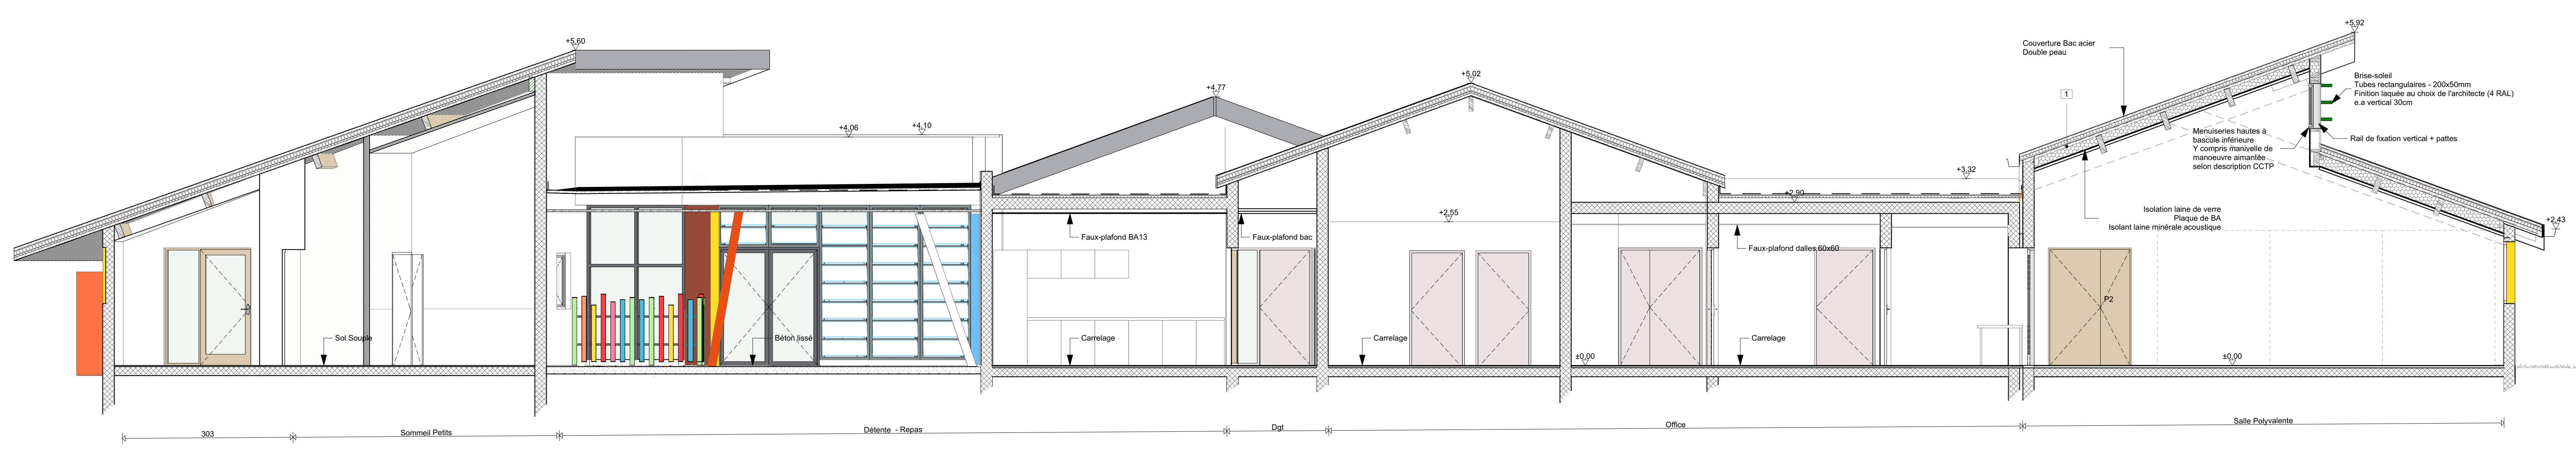 +5,60
+4,06
+4,10
+4,77
+5,02
+3,32
+2,90
+2,55
+5,92
Couverture Bac acier
Double peau
1
Brise-soleil
Tubes rectangulaires - 200x50mm
Finition laquée au choix de l'architecte (4 RAL)
e.a vertical 30cm
Rail de fixation vertical + pattes
Menuiseries hautes à
bascule inférieure
Y compris manivelle de
manoeuvre aimantée
selon description CCTP
Isolation laine de verre
Plaque de BA
Isolant laine minérale acoustique
+2,43
Faux-plafond BA13
Faux-plafond bac
Faux-plafond dalles 60x60
P2
Sol Souple
Béton lissé
Carrelage
Carrelage
±0,00
Carrelage
±0,00
303
Sommeil Petits
Détente - Repas
Dgt
Office
Salle Polyvalente